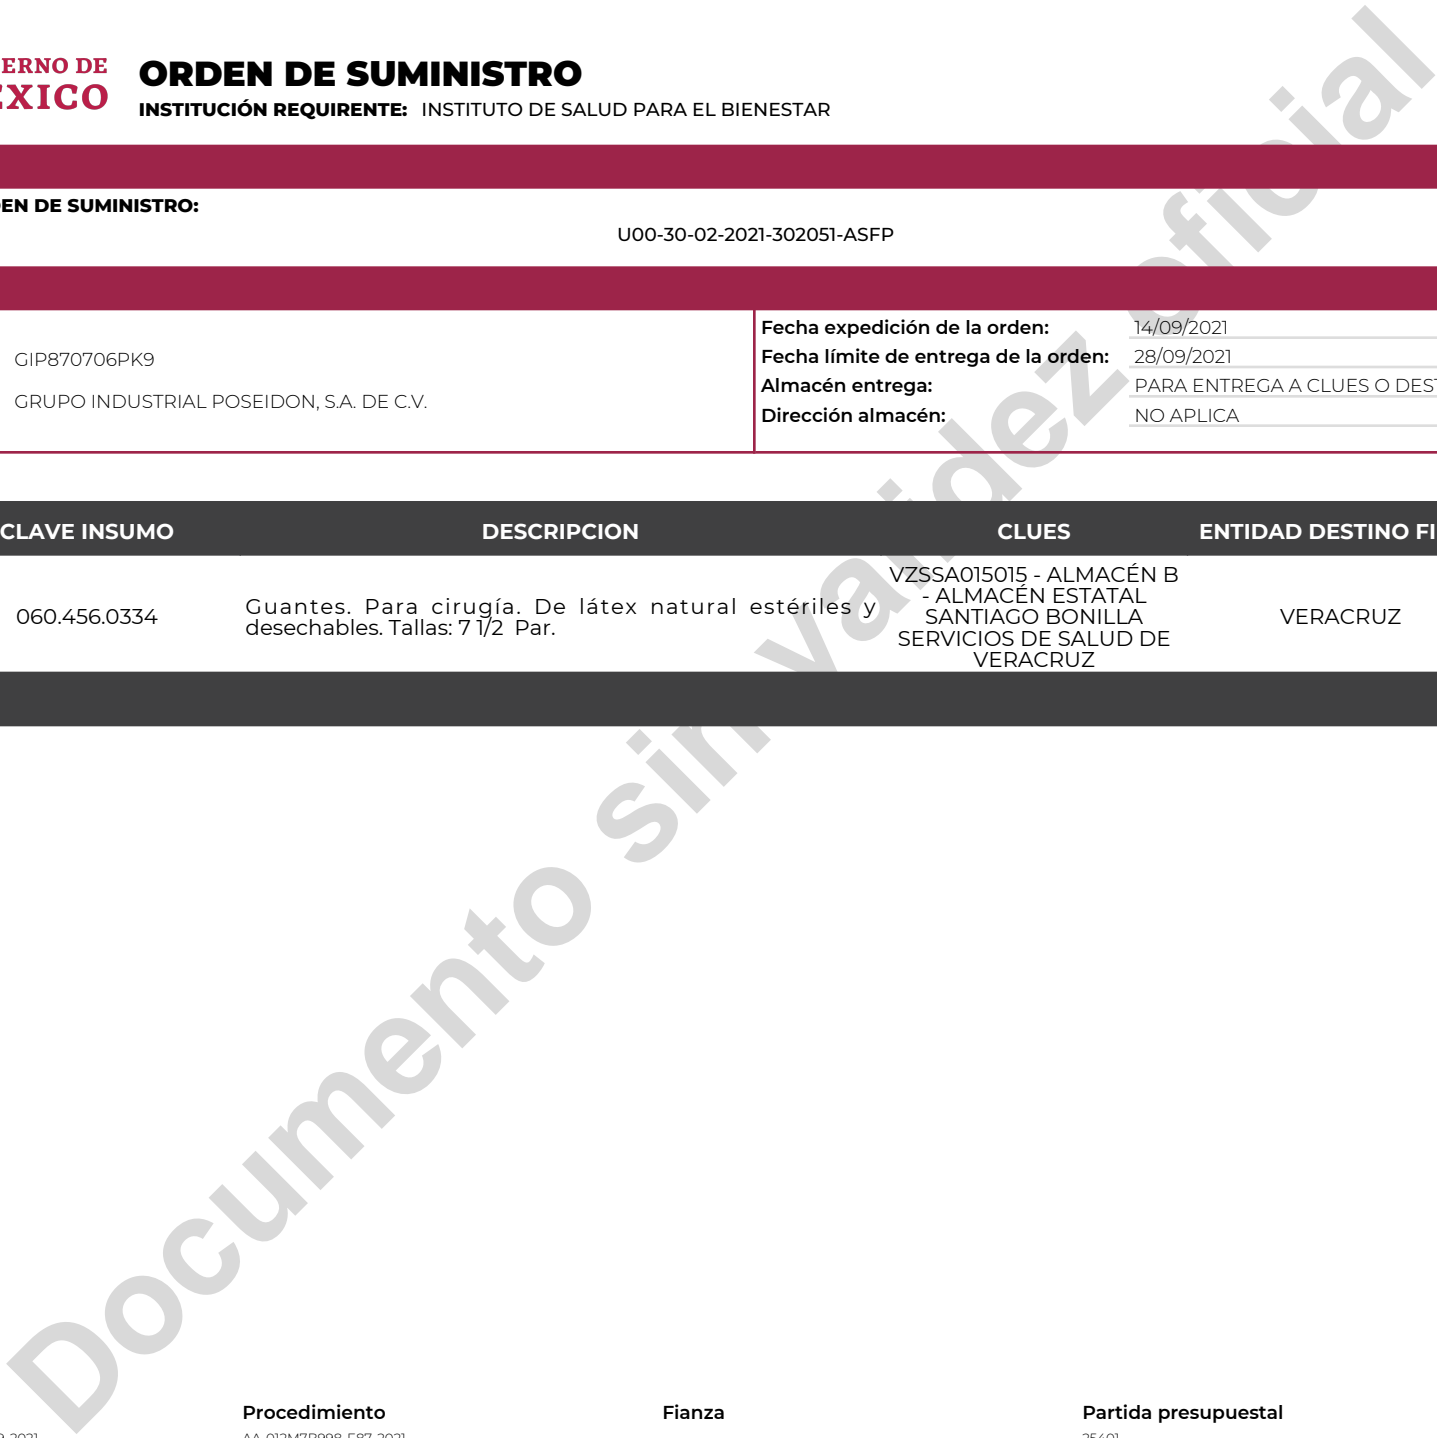 ERNO DE
ÉXICO
ORDEN DE SUMINISTRO
INSTITUCIÓN REQUIRENTE: INSTITUTO DE SALUD PARA EL BIENESTAR
EN DE SUMINISTRO:
U00-30-02-2021-302051-ASFP
GIP870706PK9
GRUPO INDUSTRIAL POSEIDON, S.A. DE C.V.
Fecha expedición de la orden: 14/09/2021
Fecha límite de entrega de la orden: 28/09/2021
Almacén entrega: PARA ENTREGA A CLUES O DEST
Dirección almacén: NO APLICA
CLAVE INSUMO DESCRIPCION CLUES ENTIDAD DESTINO FI
060.456.0334
Guantes. Para cirugía. De látex natural estériles y
desechables. Tallas: 7 1/2 Par.
VZSSA015015 - ALMACÉN B
- ALMACÉN ESTATAL
SANTIAGO BONILLA
SERVICIOS DE SALUD DE
VERACRUZ
VERACRUZ
Documento sin validez oficial
Procedimiento Fianza Partida presupuestal